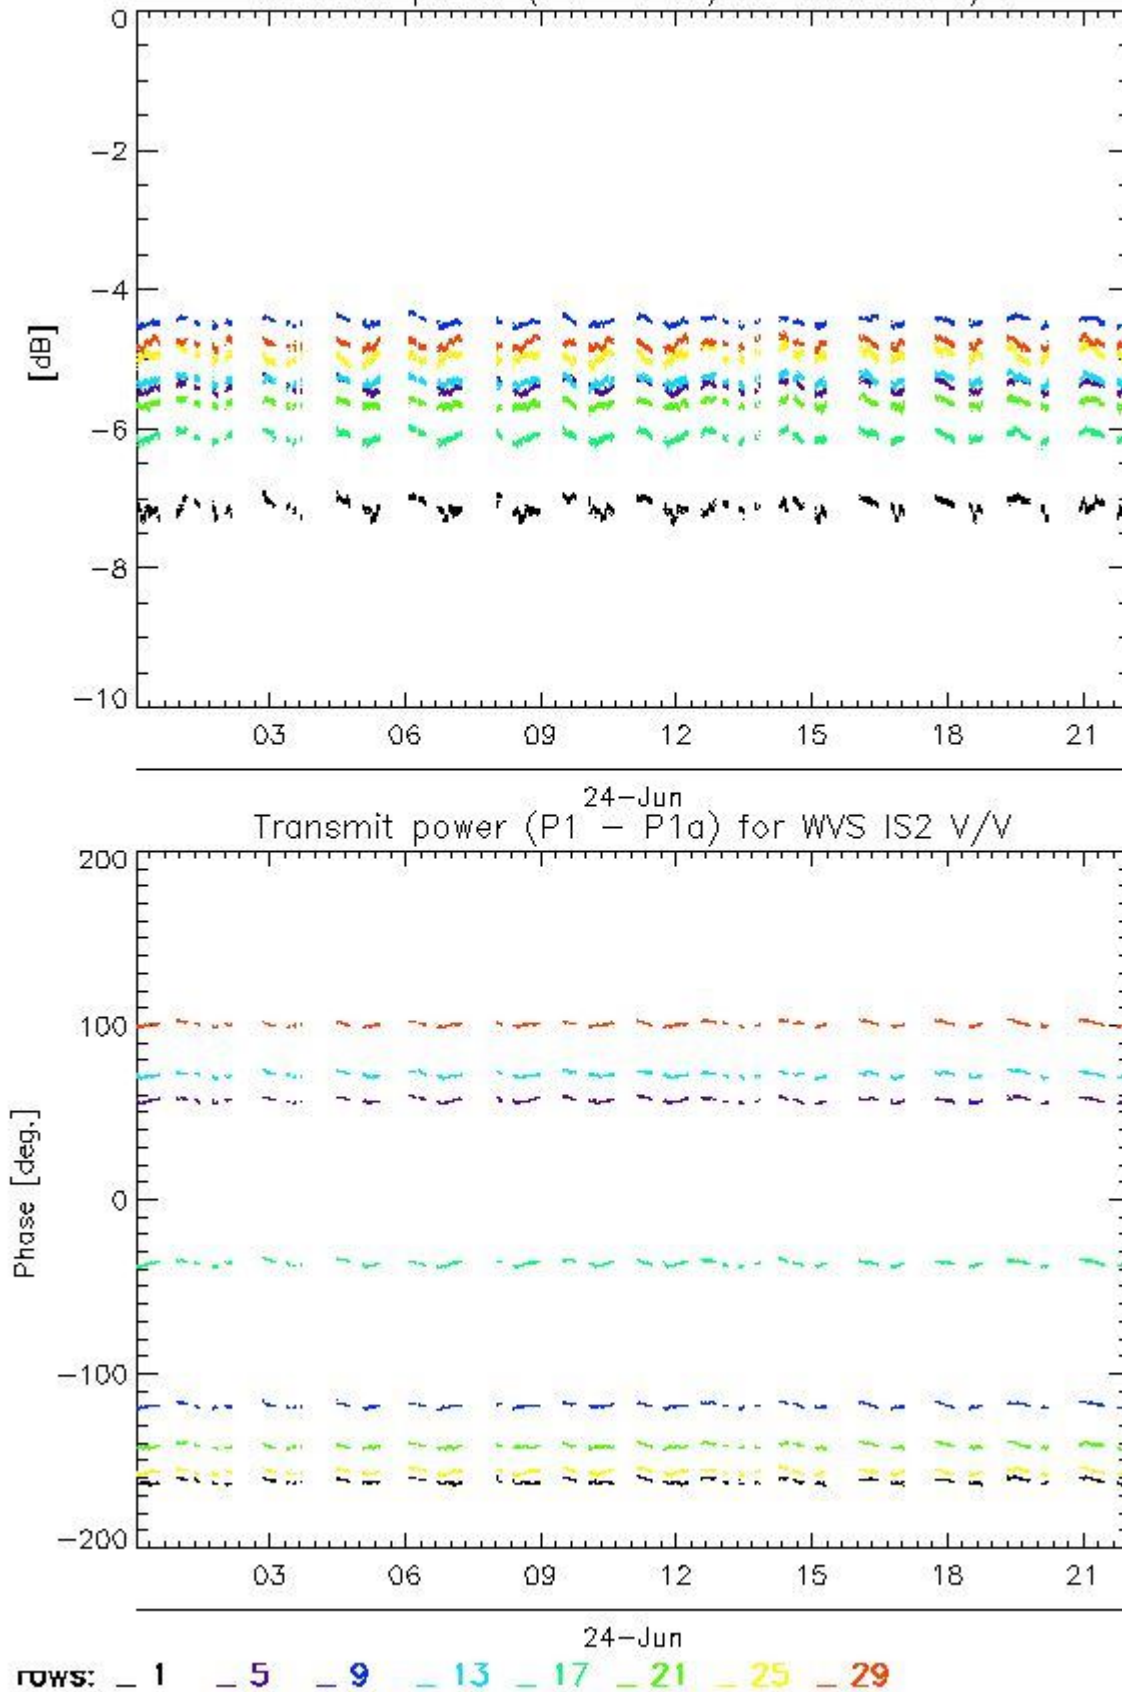 0
-2
-4
[dB]
-6
-8
-10
03 06 09 12 15 18 21
24-Jun
Transmit power (P1 - P1a) for WVS IS2 V/V
200
100
Phase [deg.]
0
-100
-200
03 06 09 12 15 18 21
24-Jun
rows: _ 1 _ 5 _ 9 _ 13 _ 17 _ 21 _ 25 _ 29